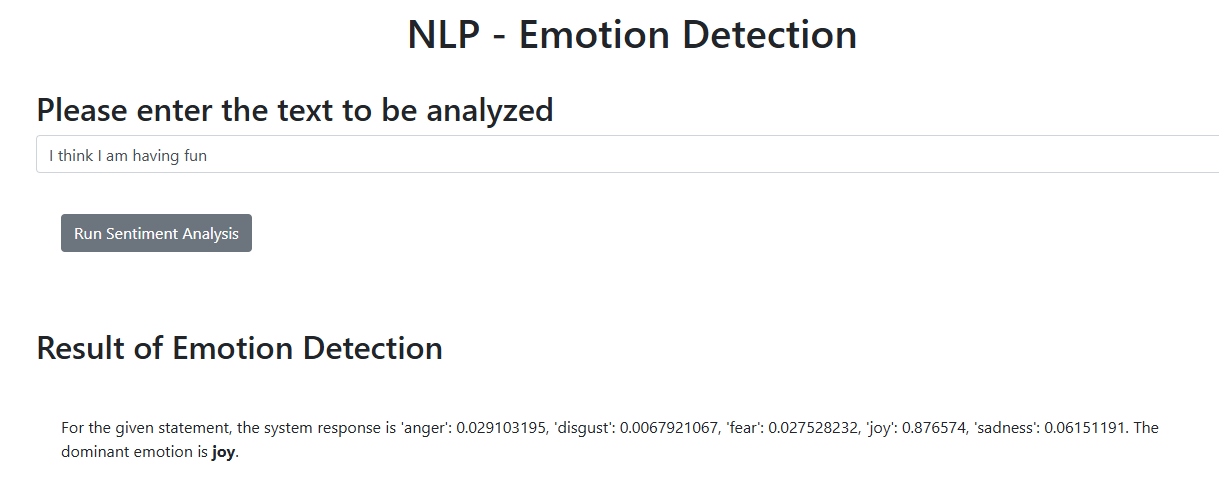 NLP - Emotion Detection
Please enter the text to be analyzed
I think I am having fun
Run Sentiment Analysis
Result of Emotion Detection
For the given statement, the system response is 'anger': 0.029103195, 'disgust': 0.0067921067, 'fear': 0.027528232, 'joy': 0.876574, 'sadness': 0.06151191. The
dominant emotion is joy.